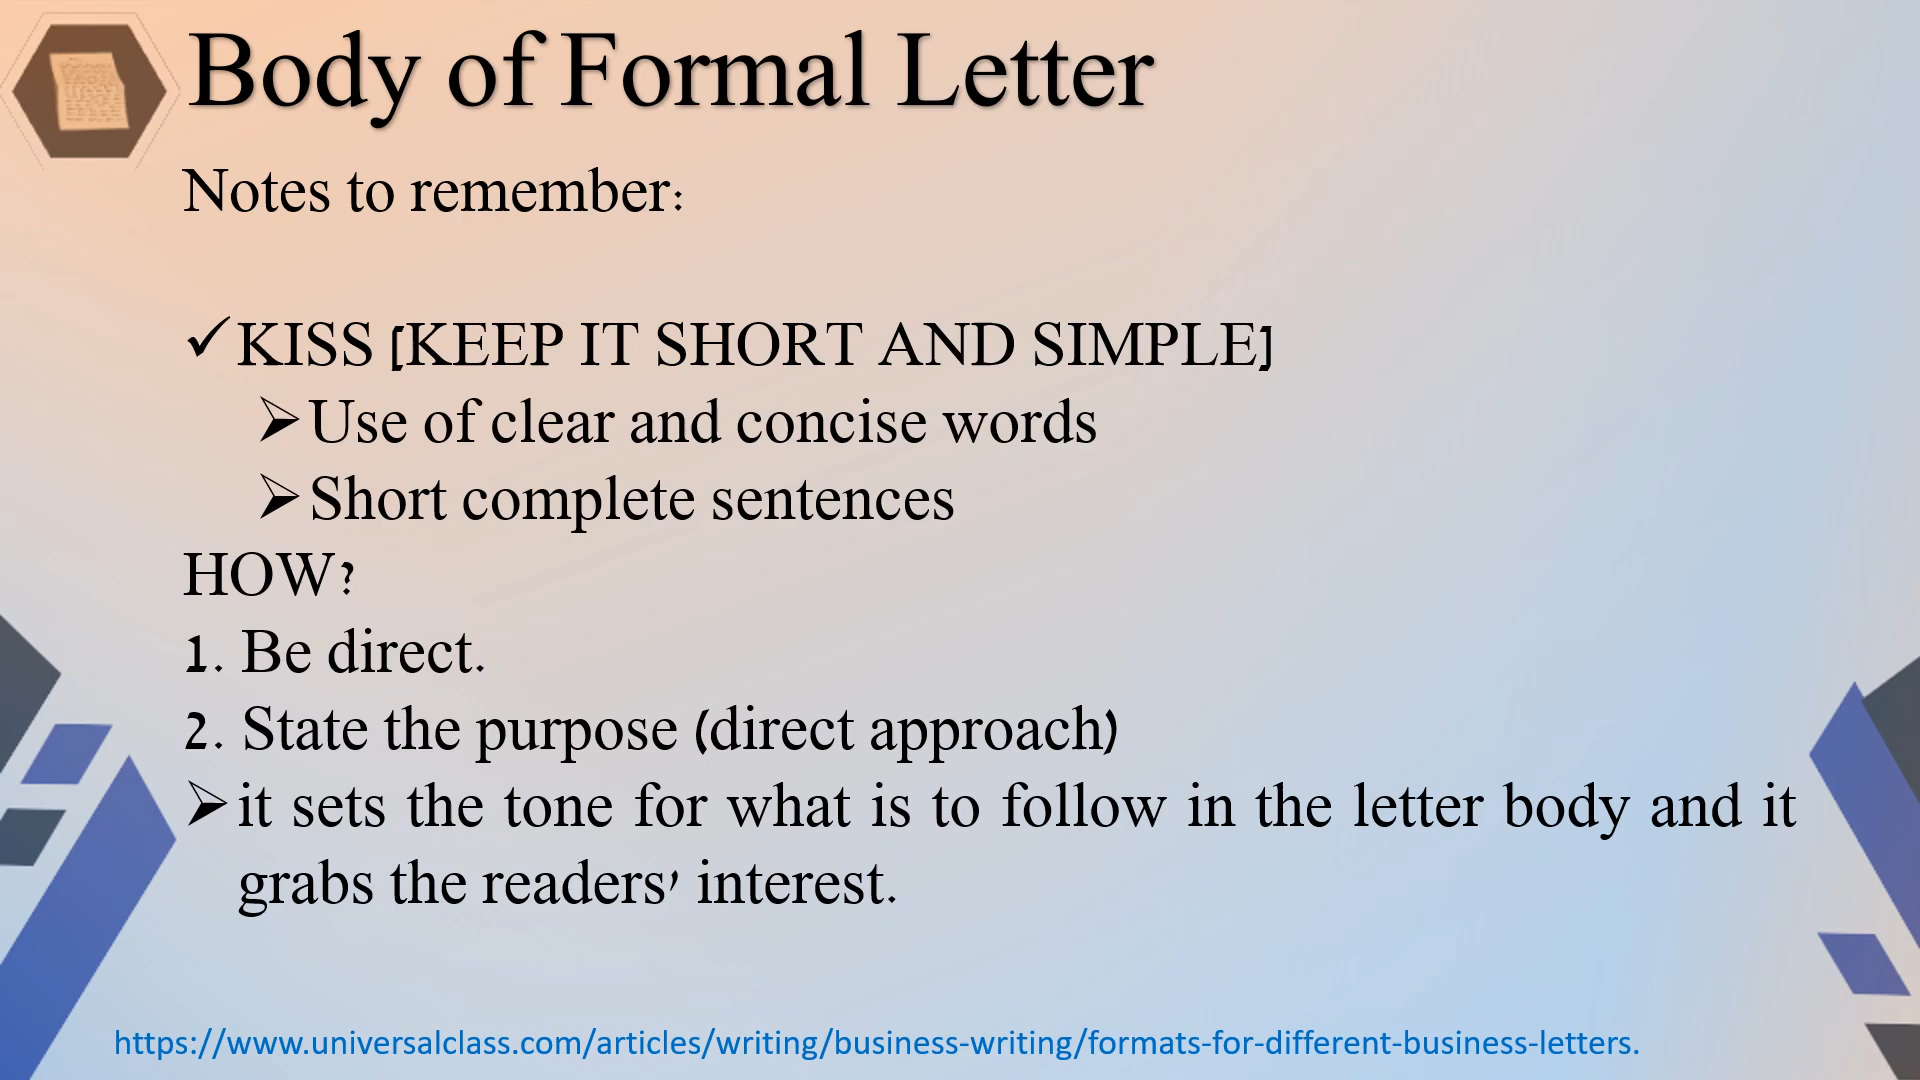 Body of Formal Letter
Notes to remember:
✓KISS [KEEP IT SHORT AND SIMPLE]
➢Use of clear and concise words
➢Short complete sentences
HOW?
1. Be direct.
2. State the purpose (direct approach)
➢it sets the tone for what is to follow in the letter body and it
grabs the readers' interest.
https://www.universalclass.com/articles/writing/business-writing/formats-for-different-business-letters.